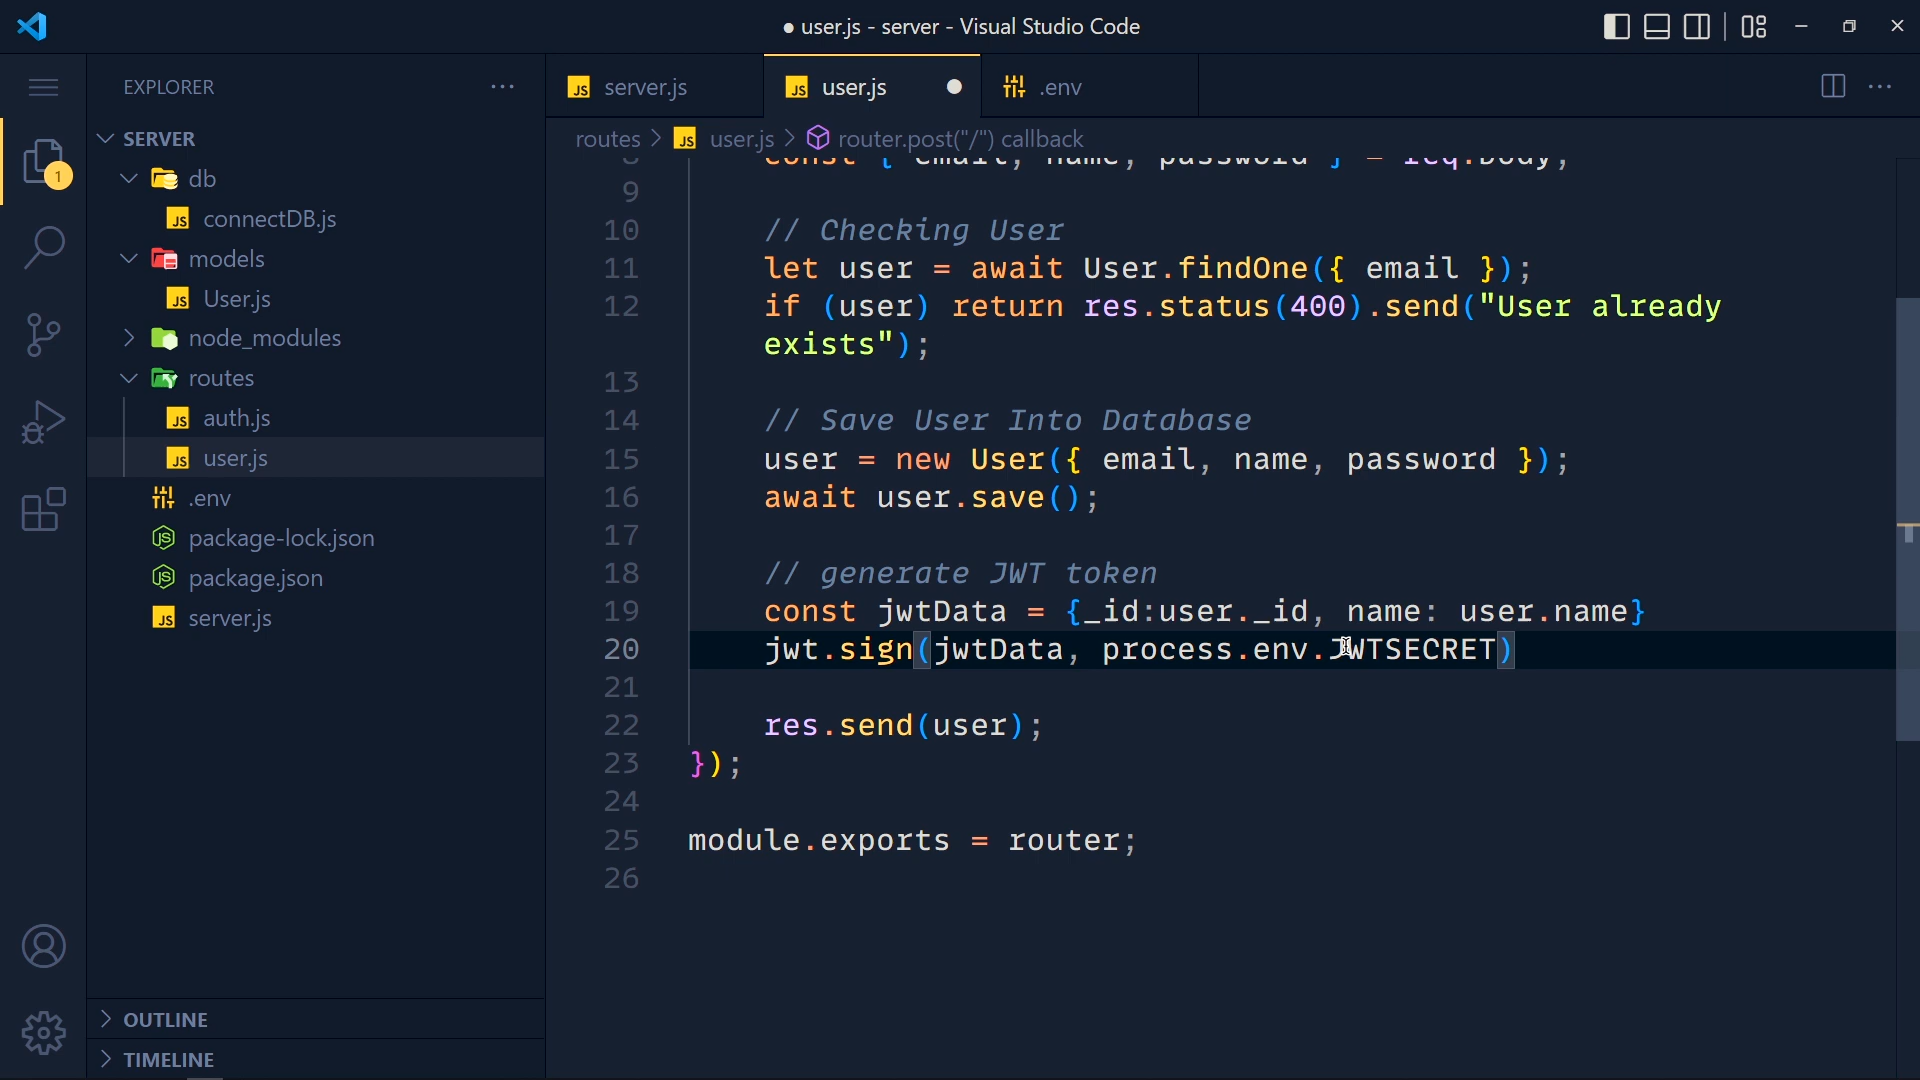 ● user.js - server - Visual Studio Code
EXPLORER
SERVER
db
connectDB.js
models
User.js
node_modules
routes
auth.js
user.js
.env
package-lock.json
package.json
server.js
OUTLINE
TIMELINE
1
server.js
user.js
.env
routes > user.js > router.post("/") callback
8 const { email, name, password } = req.body;
9
10 // Checking User
11 let user = await User.findOne({ email });
12 if (user) return res.status(400).send("User already
exists");
13
14 // Save User Into Database
15 user = new User({ email, name, password });
16 await user.save();
17
18 // generate JWT token
19 const jwtData = {_id:user._id, name: user.name}
20 jwt.sign(jwtData, process.env.JWTSECRET)
21
22 res.send(user);
23 });
24
25 module.exports = router;
26